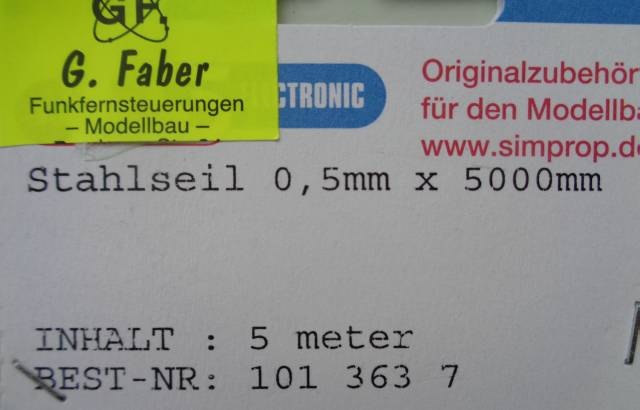 GF
G. Faber
Funkfernsteuerungen
– Modellbau –
CTRONIC
Originalzubehör
für den Modellba
www.simprop.de
Stahlseil 0,5mm x 5000mm
INHALT : 5 meter
BEST-NR: 101 363 7